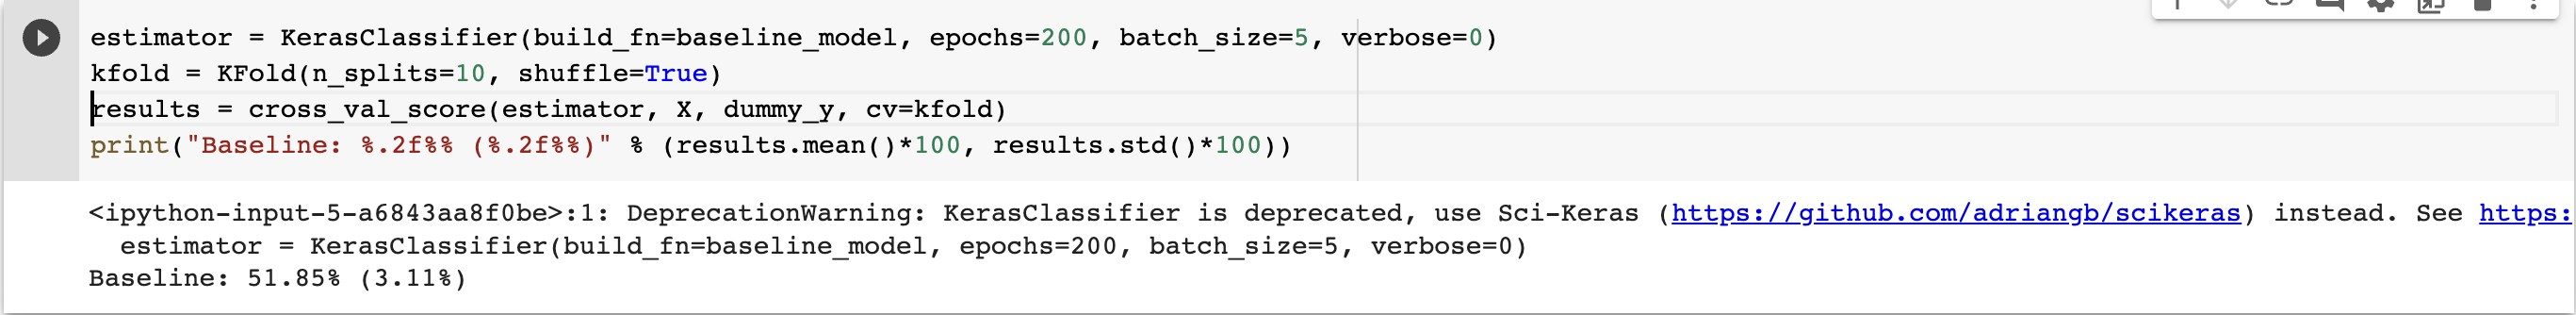 estimator = KerasClassifier(build_fn=baseline_model, epochs=200, batch_size=5, verbose=0)
kfold = KFold(n_splits=10, shuffle=True)
results = cross_val_score(estimator, X, dummy_y, cv=kfold)
print("Baseline: %.2f%% (%.2f%%)" % (results.mean()*100, results.std()*100))
<ipython-input-5-a6843aa8f0be>:1: DeprecationWarning: KerasClassifier is deprecated, use Sci-Keras (https://github.com/adriangb/scikeras) instead. See https:
  estimator = KerasClassifier(build_fn=baseline_model, epochs=200, batch_size=5, verbose=0)
Baseline: 51.85% (3.11%)